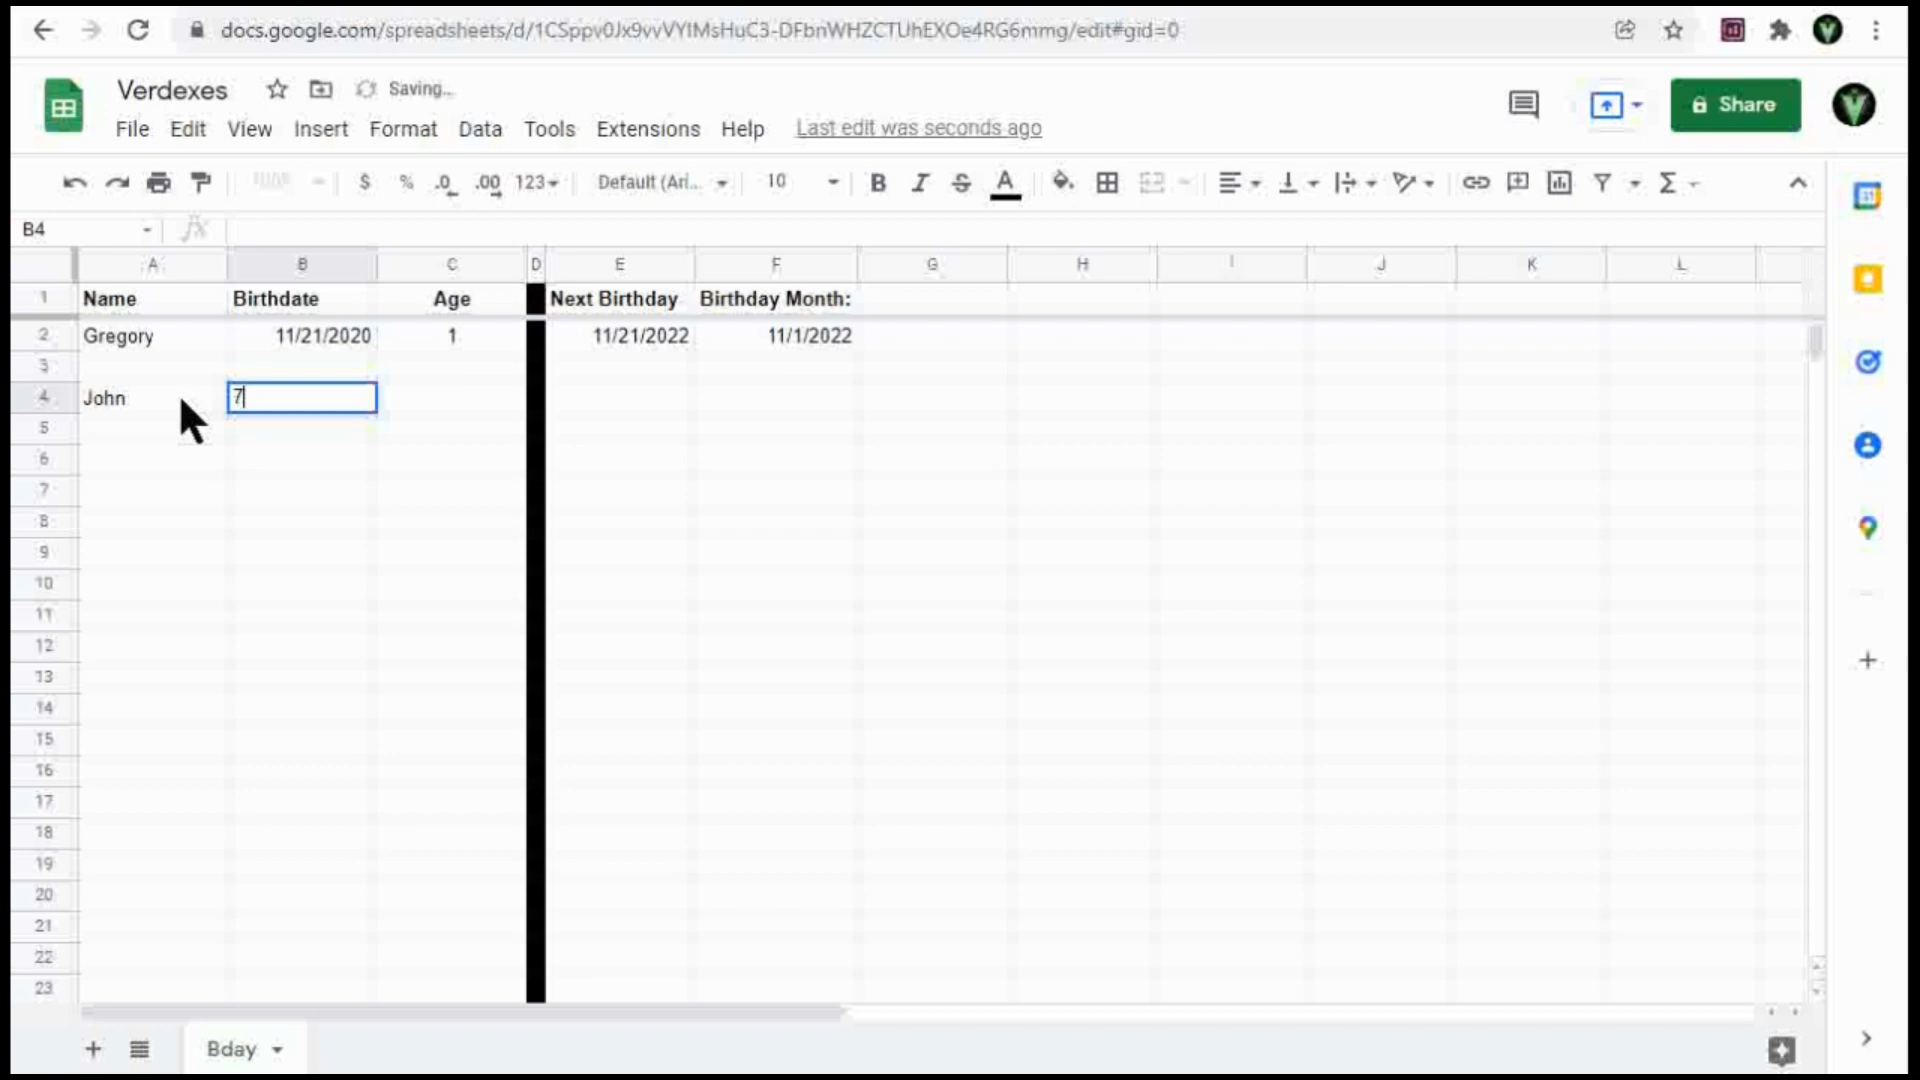 docs.google.com/spreadsheets/d/1CSppv0Jx9vvVYIMsHuC3-DFbnWHZCTUhEXOe4RG6mmg/edit#gid=0
Verdexes Saving...
File Edit View Insert Format Data Tools Extensions Help Last edit was seconds ago
Share
$ % .0 .00 123 Default (Ari... 10 B I S A
B4 fx
A B C D E F G H I J K L
1 Name Birthdate Age Next Birthday Birthday Month:
2 Gregory 11/21/2020 1 11/21/2022 11/1/2022
3
4 John 7
5
6
7
8
9
10
11
12
13
14
15
16
17
18
19
20
21
22
23
Bday